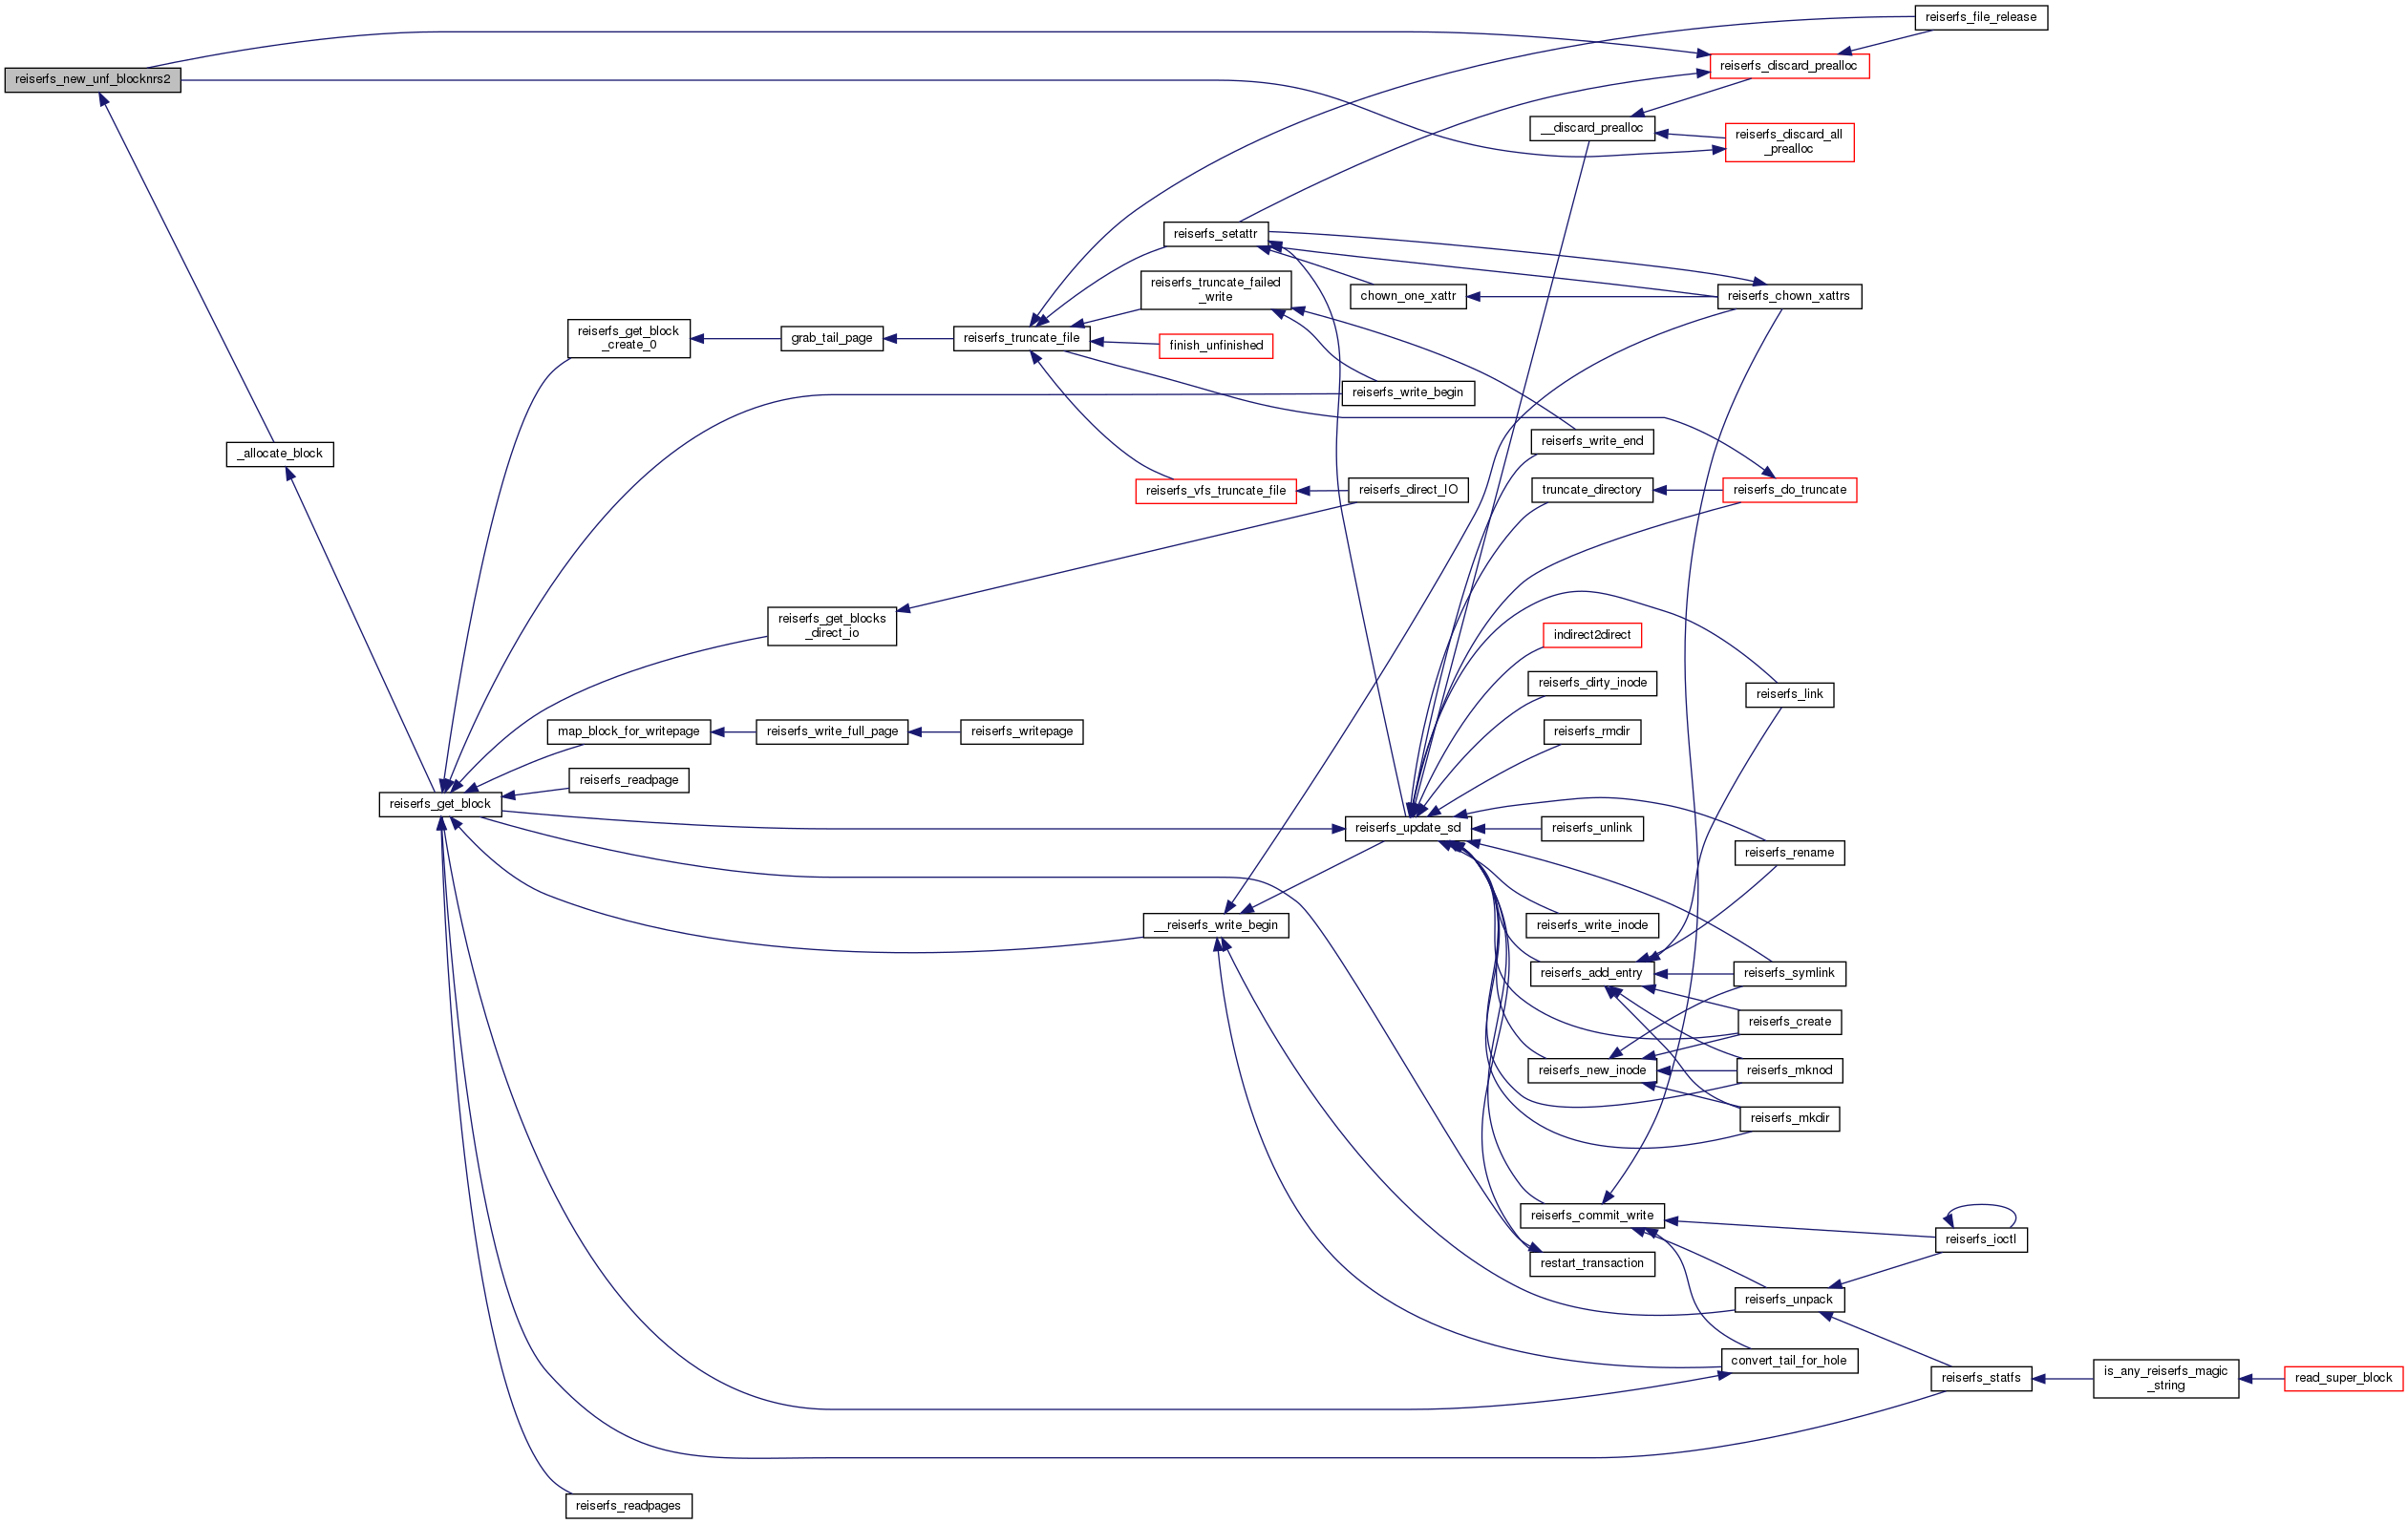 reiserfs_file_release
reiserfs_new_unf_blocknrs2
reiserfs_discard_prealloc
__discard_prealloc
reiserfs_discard_all
_prealloc
reiserfs_setattr
reiserfs_truncate_failed
_write
chown_one_xattr
reiserfs_chown_xattrs
reiserfs_get_block
_create_0
grab_tail_page
reiserfs_truncate_file
finish_unfinished
reiserfs_write_begin
_allocate_block
reiserfs_write_end
reiserfs_vfs_truncate_file
reiserfs_direct_IO
truncate_directory
reiserfs_do_truncate
reiserfs_get_blocks
_direct_io
indirect2direct
reiserfs_dirty_inode
reiserfs_link
map_block_for_writepage
reiserfs_write_full_page
reiserfs_writepage
reiserfs_rmdir
reiserfs_readpage
reiserfs_get_block
reiserfs_update_sd
reiserfs_unlink
reiserfs_rename
__reiserfs_write_begin
reiserfs_write_inode
reiserfs_add_entry
reiserfs_symlink
reiserfs_create
reiserfs_new_inode
reiserfs_mknod
reiserfs_mkdir
reiserfs_commit_write
reiserfs_ioctl
restart_transaction
reiserfs_unpack
convert_tail_for_hole
reiserfs_statfs
is_any_reiserfs_magic
_string
read_super_block
reiserfs_readpages